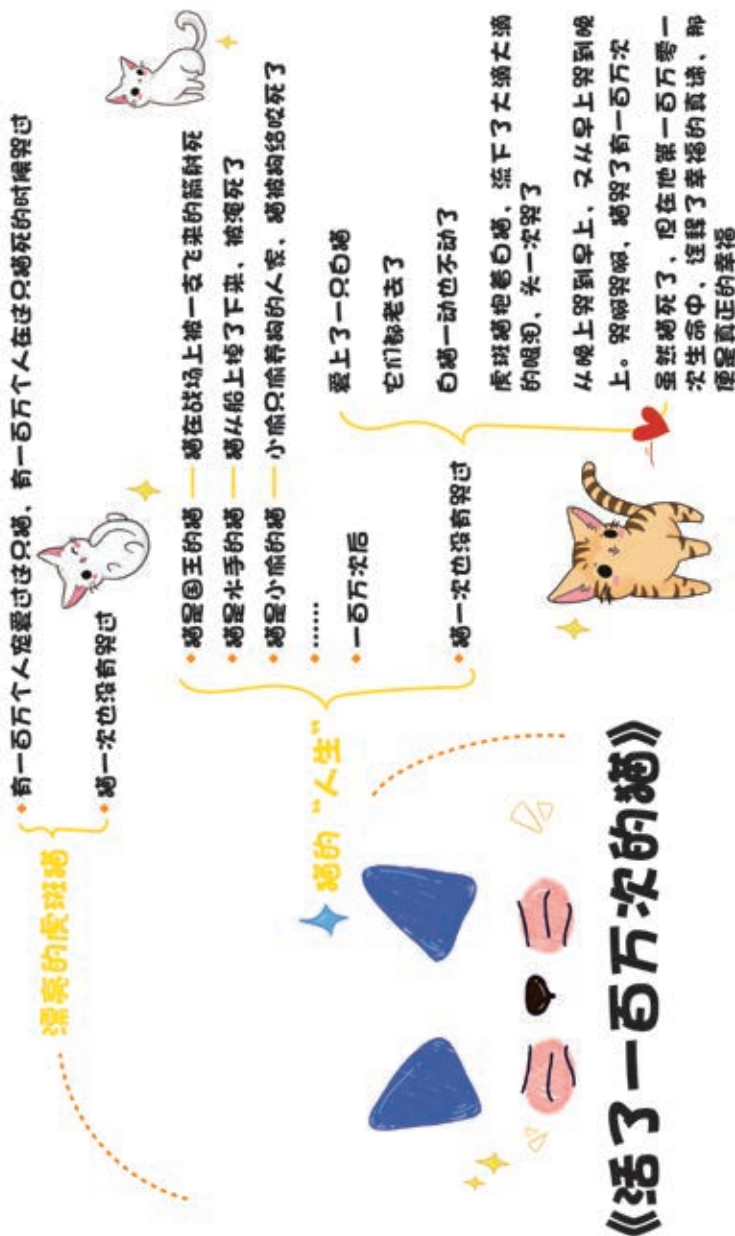 《活了一百万次的猫》
漂亮的虎斑猫
有一百万个人宠爱过这只猫，有一百万个人在这只猫死的时候哭过
猫一次也没有哭过
猫的“人生”
猫是国王的猫
猫在战场上被一支飞来的箭射死
猫是水手的猫
猫从船上掉了下来，被淹死了
猫是小偷的猫
小偷只偷养狗的人家，猫被狗给咬死了
……
一百万次后
猫一次也没有哭过
爱上了一只白猫
它们都老去了
白猫一动也不动了
虎斑猫抱着白猫，流下了大滴大滴
的眼泪，头一次哭了
从晚上哭到早上，又从早上哭到晚
上。哭啊哭啊，猫哭了有一百万次
虽然猫死了，但在他第一百万零一
次生命中，诠释了幸福的真谛，那
便是真正的幸福